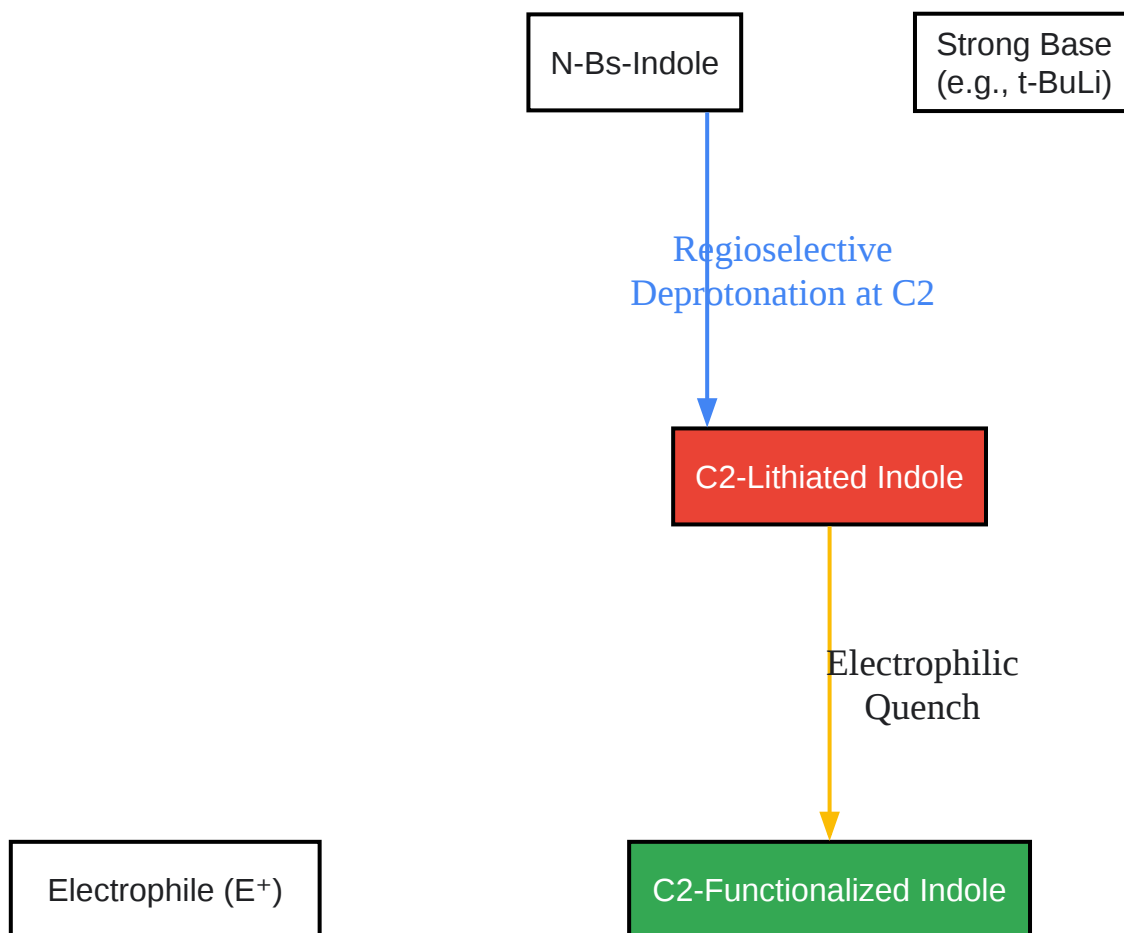 N-Bs-Indole
Strong Base
(e.g., t-BuLi)
Regioselective
Deprotonation at C2
C2-Lithiated Indole
Electrophilic
Quench
Electrophile (E⁺)
C2-Functionalized Indole